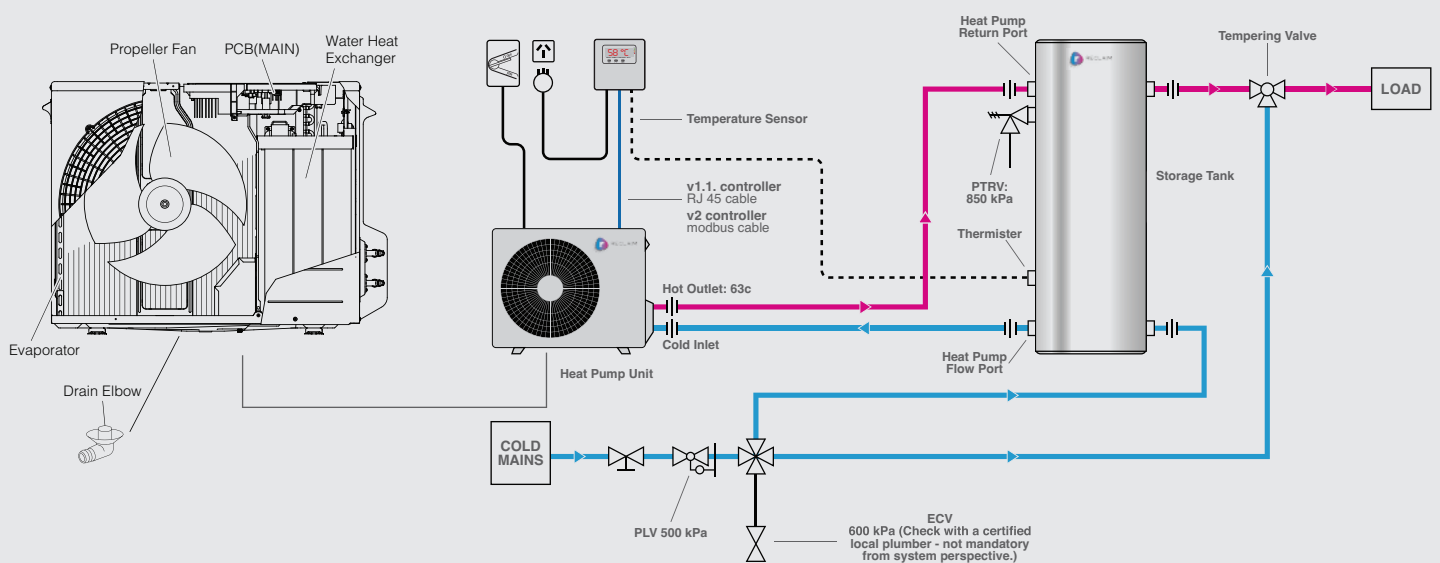 Propeller Fan
PCB(MAIN)
Water Heat
Exchanger
Evaporator
Drain Elbow
58°C
Temperature Sensor
v1.1. controller
RJ 45 cable
v2 controller
modbus cable
Hot Outlet: 63c
Cold Inlet
Heat Pump Unit
Heat Pump
Return Port
PTRV:
850 kPa
Thermister
Heat Pump
Flow Port
Storage Tank
Tempering Valve
LOAD
COLD
MAINS
PLV 500 kPa
ECV
600 kPa (Check with a certified
local plumber - not mandatory
from system perspective.)